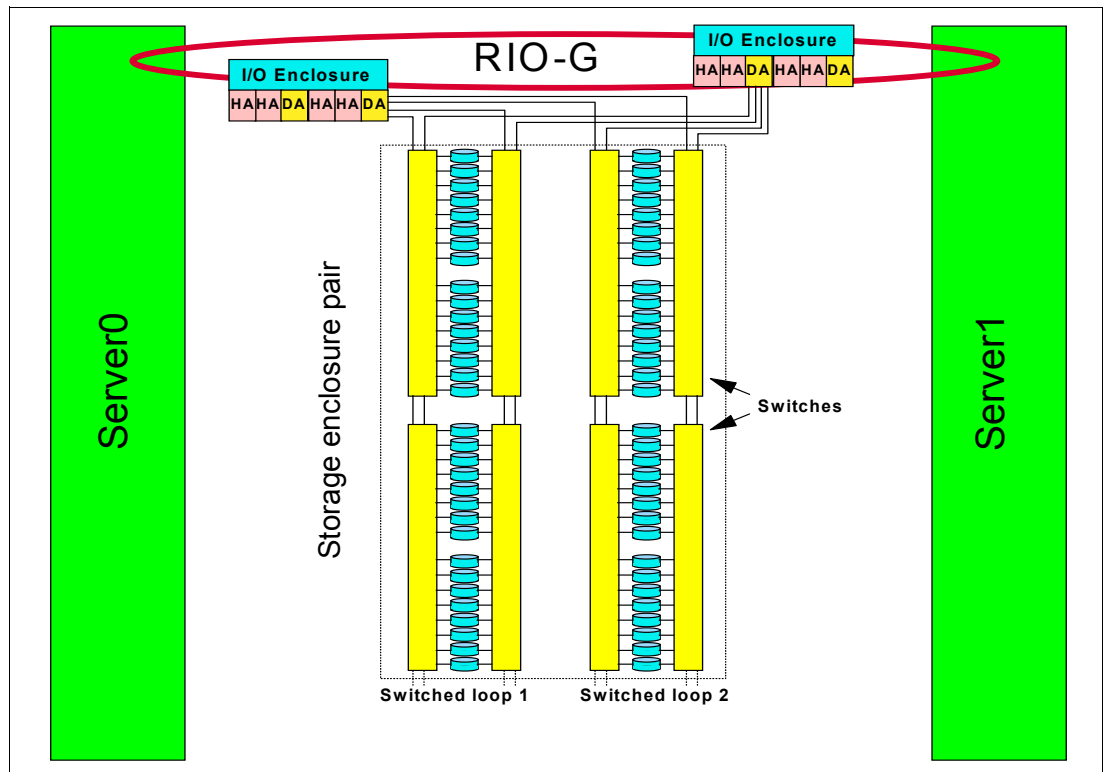 I/O Enclosure
HA HA DA HA HA DA
RIO-G
I/O Enclosure
HA HA DA HA HA DA
Server0
Storage enclosure pair
Server1
Switches
Switched loop 1
Switched loop 2